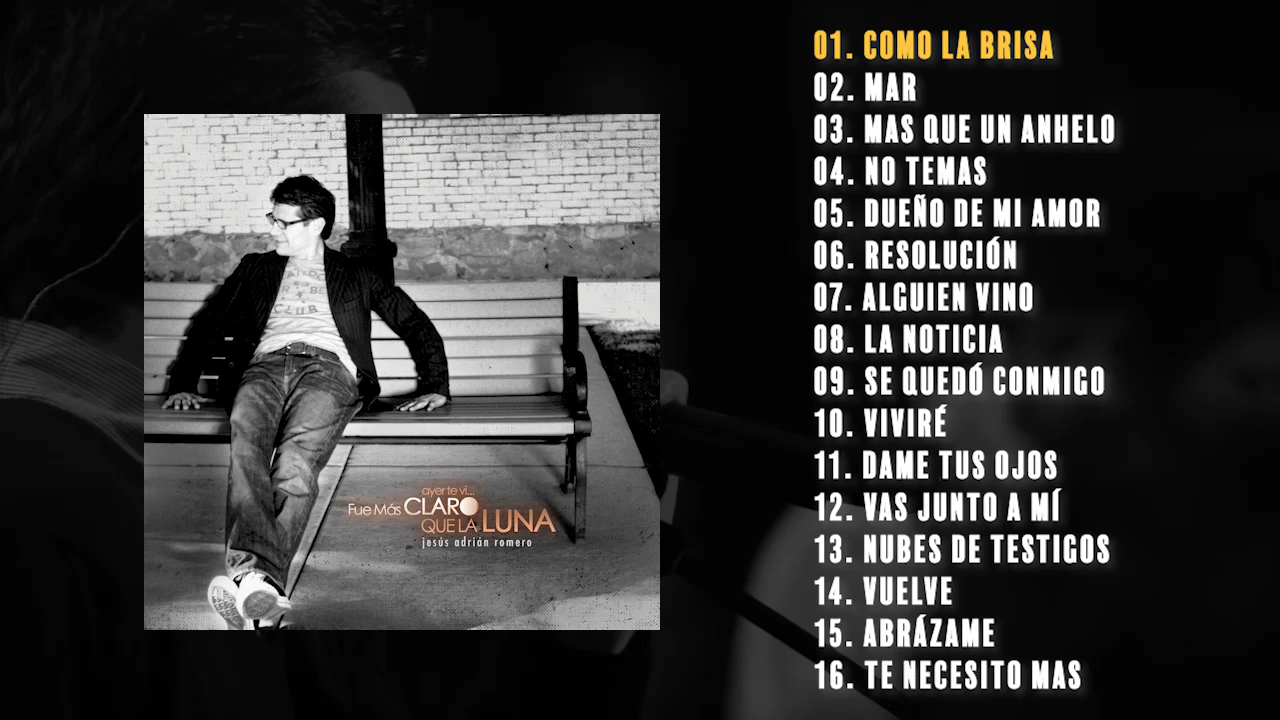 ayer te vi...
Fue Más CLARO
QUE LA LUNA
jesús adrián romero
CLUB
01. COMO LA BRISA
02. MAR
03. MAS QUE UN ANHELO
04. NO TEMAS
05. DUEÑO DE MI AMOR
06. RESOLUCIÓN
07. ALGUIEN VINO
08. LA NOTICIA
09. SE QUEDÓ CONMIGO
10. VIVIRÉ
11. DAME TUS OJOS
12. VAS JUNTO A MÍ
13. NUBES DE TESTIGOS
14. VUELVE
15. ABRÁZAME
16. TE NECESITO MAS